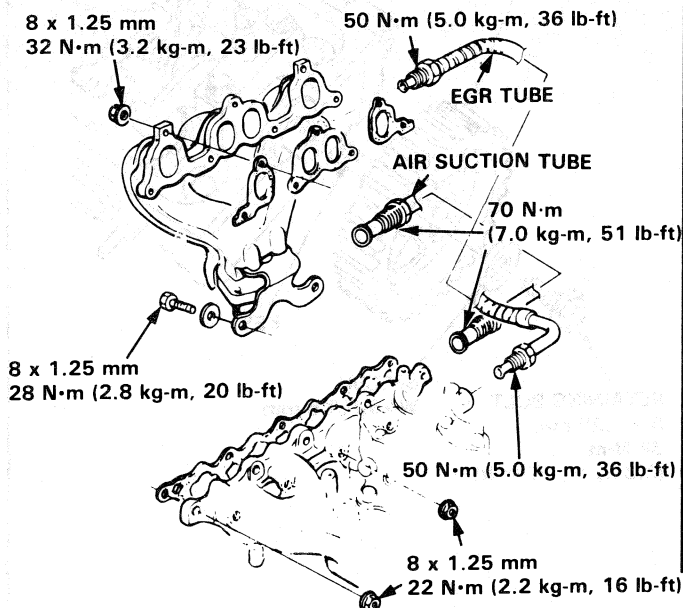 8 x 1.25 mm
32 N·m (3.2 kg-m, 23 lb-ft)
50 N·m (5.0 kg-m, 36 lb-ft)
EGR TUBE
AIR SUCTION TUBE
70 N·m
(7.0 kg-m, 51 lb-ft)
8 x 1.25 mm
28 N·m (2.8 kg-m, 20 lb-ft)
50 N·m (5.0 kg-m, 36 lb-ft)
8 x 1.25 mm
22 N·m (2.2 kg-m, 16 lb-ft)